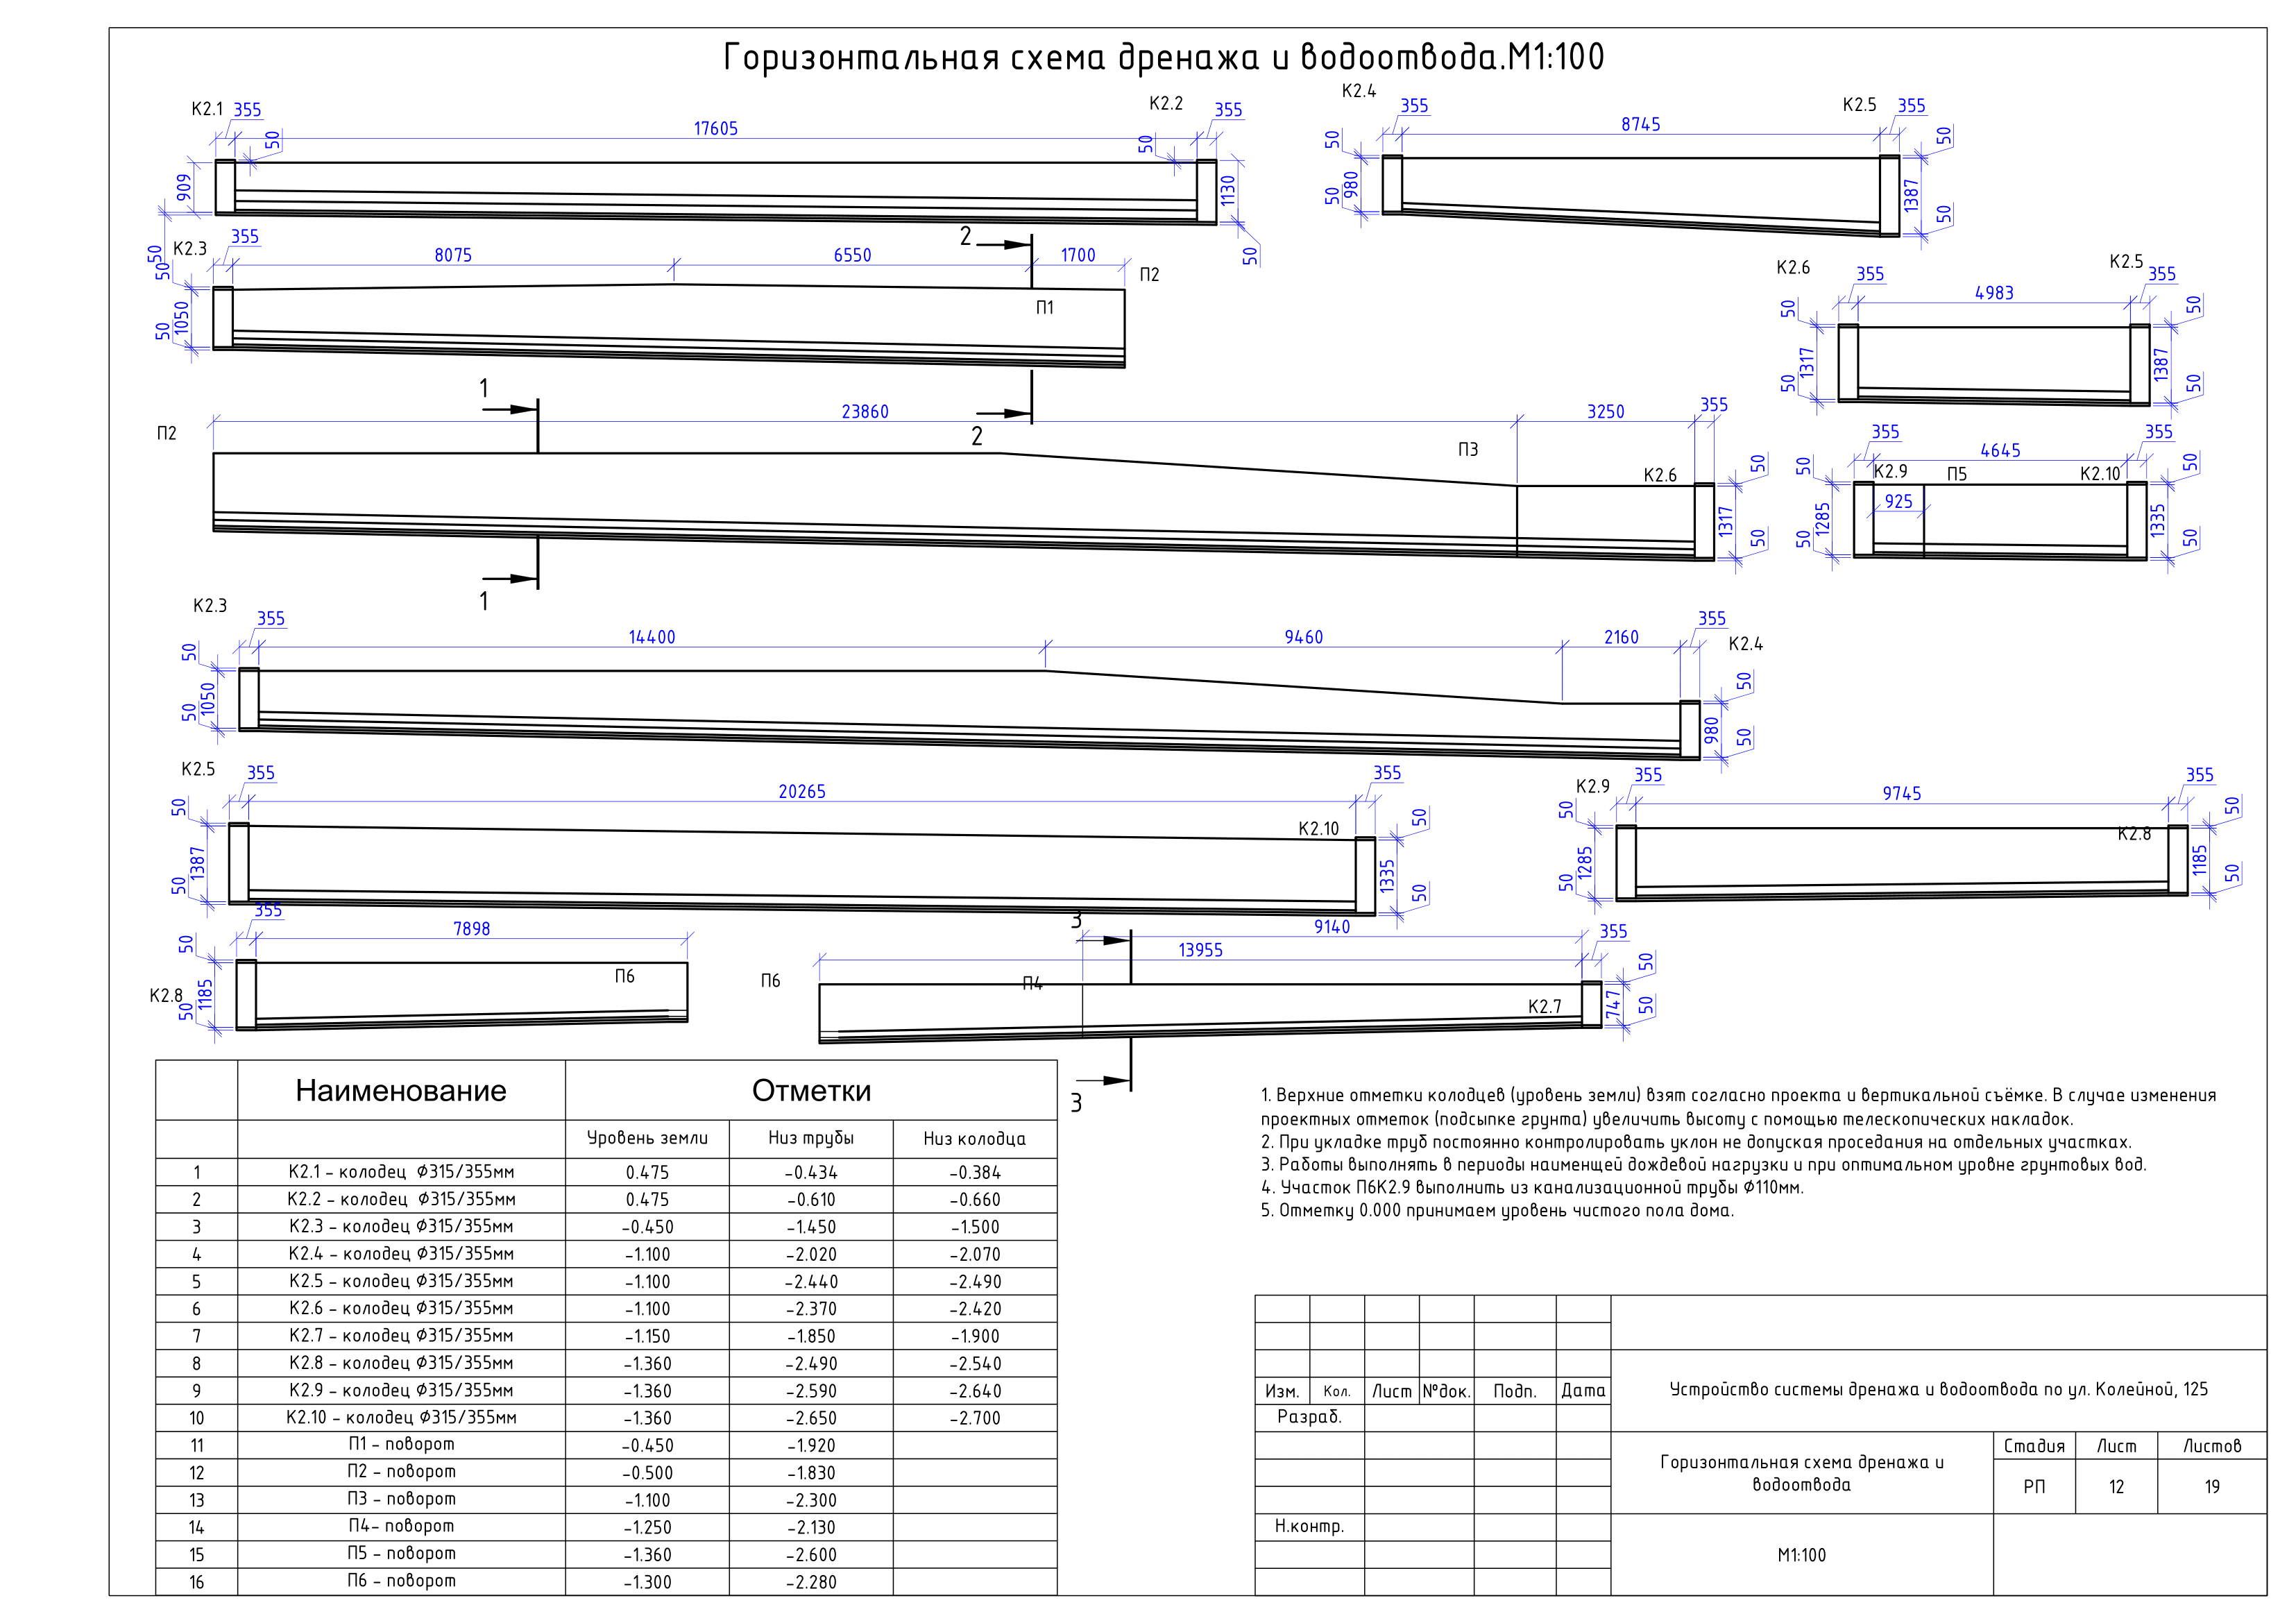 Горизонтальная схема дренажа и водоотвода.М1:100
К2.1 355 17605 К2.2 355
50 50
909 1130
50 50
К2.4 355 8745 К2.5 355
50 50
980 1387
50 50
К2.3 355 8075 6550 2 1700 П2
50 П1
1050
50
2
К2.6 355 4983 К2.5 355
50 50
1317 1387
50 50
1 1
П2 23860 П3 3250 355
К2.6 50
1317
50
355 4645 355
50 К2.9 П5 К2.10 50
925
1285 1335
50 50
К2.3 355 14400 9460 2160 355 К2.4
50 50
1050 980
50 50
К2.5 355 20265 355
50 К2.10 50
1387 1335
50 50
К2.9 355 9745 355
50 К2.8 50
1285 1185
50 50
355 7898
50 П6
К2.8 1185
50
3 9140
13955 355
П6 П4 К2.7 50
747
50
3
Наименование Отметки
Уровень земли Низ трубы Низ колодца
1 К2.1 – колодец Ф315/355мм 0.475 –0.434 –0.384
2 К2.2 – колодец Ф315/355мм 0.475 –0.610 –0.660
3 К2.3 – колодец Ф315/355мм –0.450 –1.450 –1.500
4 К2.4 – колодец Ф315/355мм –1.100 –2.020 –2.070
5 К2.5 – колодец Ф315/355мм –1.100 –2.440 –2.490
6 К2.6 – колодец Ф315/355мм –1.100 –2.370 –2.420
7 К2.7 – колодец Ф315/355мм –1.150 –1.850 –1.900
8 К2.8 – колодец Ф315/355мм –1.360 –2.490 –2.540
9 К2.9 – колодец Ф315/355мм –1.360 –2.590 –2.640
10 К2.10 – колодец Ф315/355мм –1.360 –2.650 –2.700
11 П1 – поворот –0.450 –1.920
12 П2 – поворот –0.500 –1.830
13 П3 – поворот –1.100 –2.300
14 П4– поворот –1.250 –2.130
15 П5 – поворот –1.360 –2.600
16 П6 – поворот –1.300 –2.280
1. Верхние отметки колодцев (уровень земли) взят согласно проекта и вертикальной съёмке. В случае изменения
проектных отметок (подсыпке грунта) увеличить высоту с помощью телескопических накладок.
2. При укладке труб постоянно контролировать уклон не допуская проседания на отдельных участках.
3. Работы выполнять в периоды наименщей дождевой нагрузки и при оптимальном уровне грунтовых вод.
4. Участок П6К2.9 выполнить из канализационной трубы Ф110мм.
5. Отметку 0.000 принимаем уровень чистого пола дома.
Изм. Кол. Лист №док. Подп. Дата
Разраб.
Н.контр.
Устройство системы дренажа и водоотвода по ул. Колейной, 125
Горизонтальная схема дренажа и
водоотвода
Стадия Лист Листов
РП 12 19
М1:100